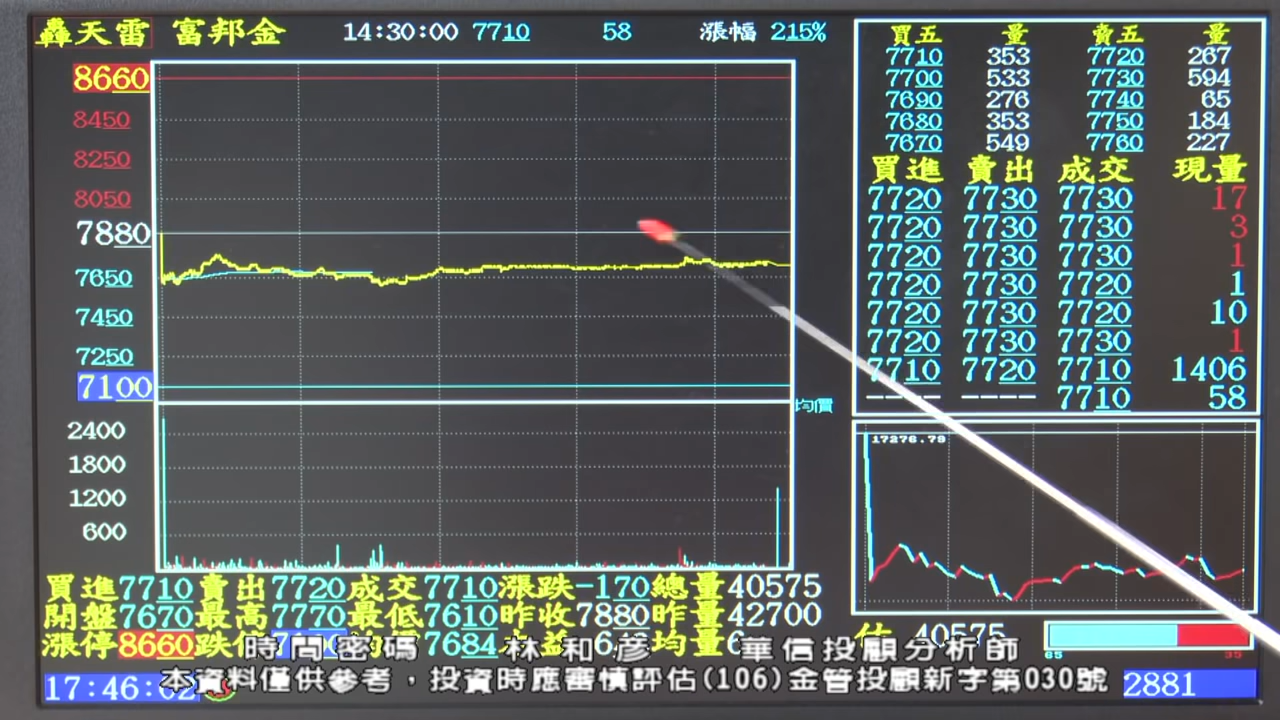 轟天雷 富邦金 14:30:00 7710 58 漲幅 215%
8660
8450
8250
8050
7880
7650
7450
7250
7100
均價
2400
1800
1200
600
買五 量 賣五 量
7710 353 7720 267
7700 533 7730 594
7690 276 7740 65
7680 353 7750 184
7670 549 7760 227
買進 賣出 成交 現量
7720 7730 7730 17
7720 7730 7730 3
7720 7730 7730 1
7720 7730 7720 1
7720 7730 7720 10
7720 7730 7730 1
7710 7720 7710 1406
---- ---- 7710 58
17276.79
買進7710賣出7720成交7710漲跌-170總量40575
開盤7670最高7770最低7610昨收7880昨量42700
漲停8660跌 7684 均量
估 40575
65 35
時間密碼 林和彥 華信投顧分析師
17:46:02
本資料僅供參考，投資時應審慎評估(106)金管投顧新字第030號
2881